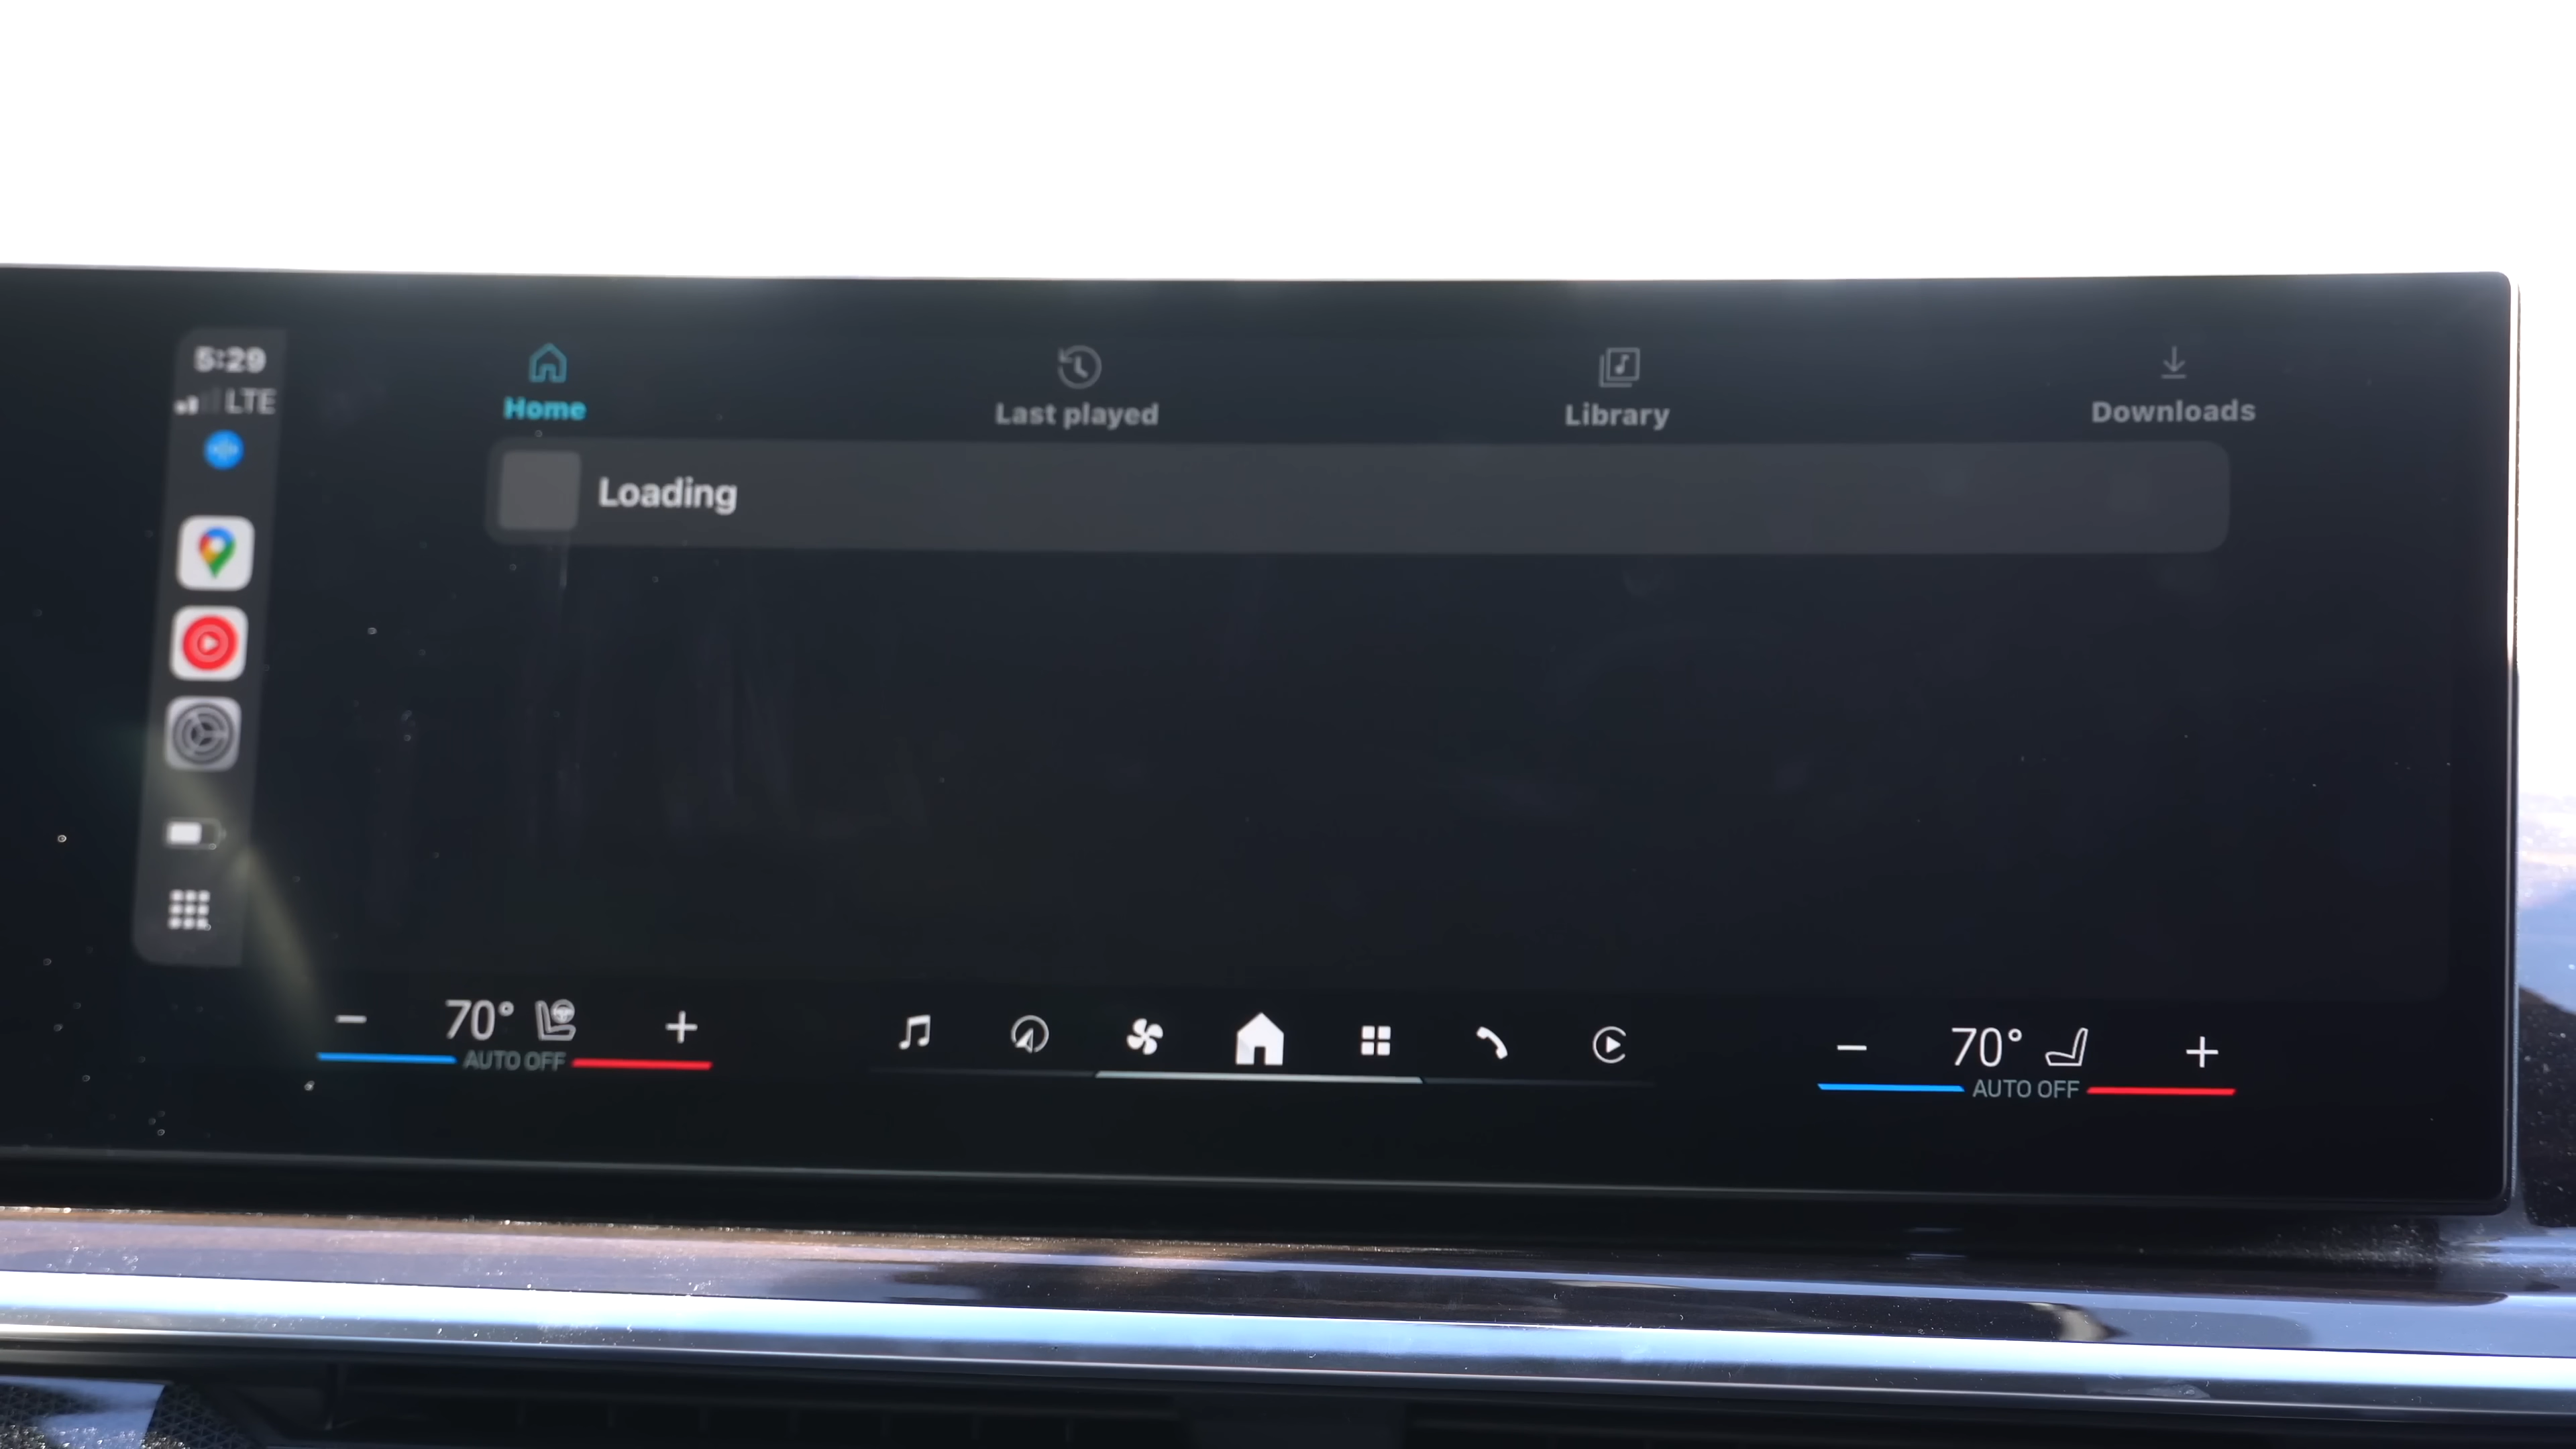 5:29
LTE
Home
Last played
Library
Downloads
Loading
70°
AUTO OFF
70°
AUTO OFF